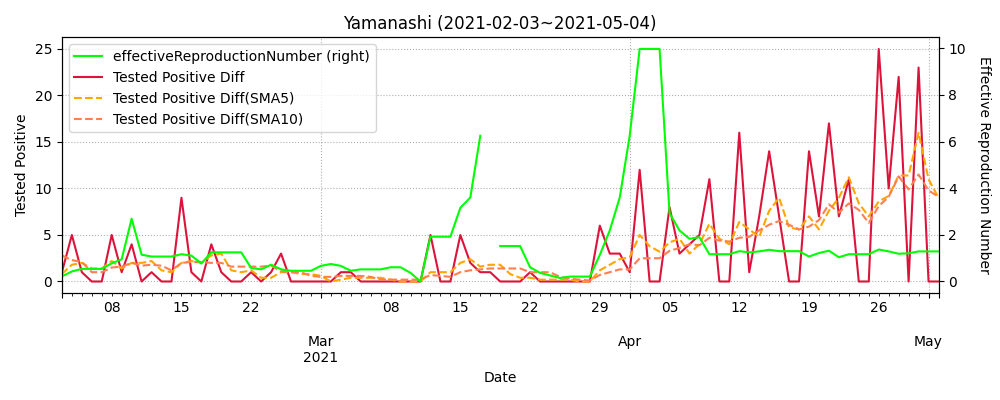 Yamanashi (2021-02-03~2021-05-04)
effectiveReproductionNumber (right)
Tested Positive Diff
Tested Positive Diff(SMA5)
Tested Positive Diff(SMA10)
Tested Positive
25
20
15
10
5
0
10
8
6
4
2
0
Effective Reproduction Number
08 15 22 08 15 22 29 05 12 19 26
Mar Apr May
2021
Date